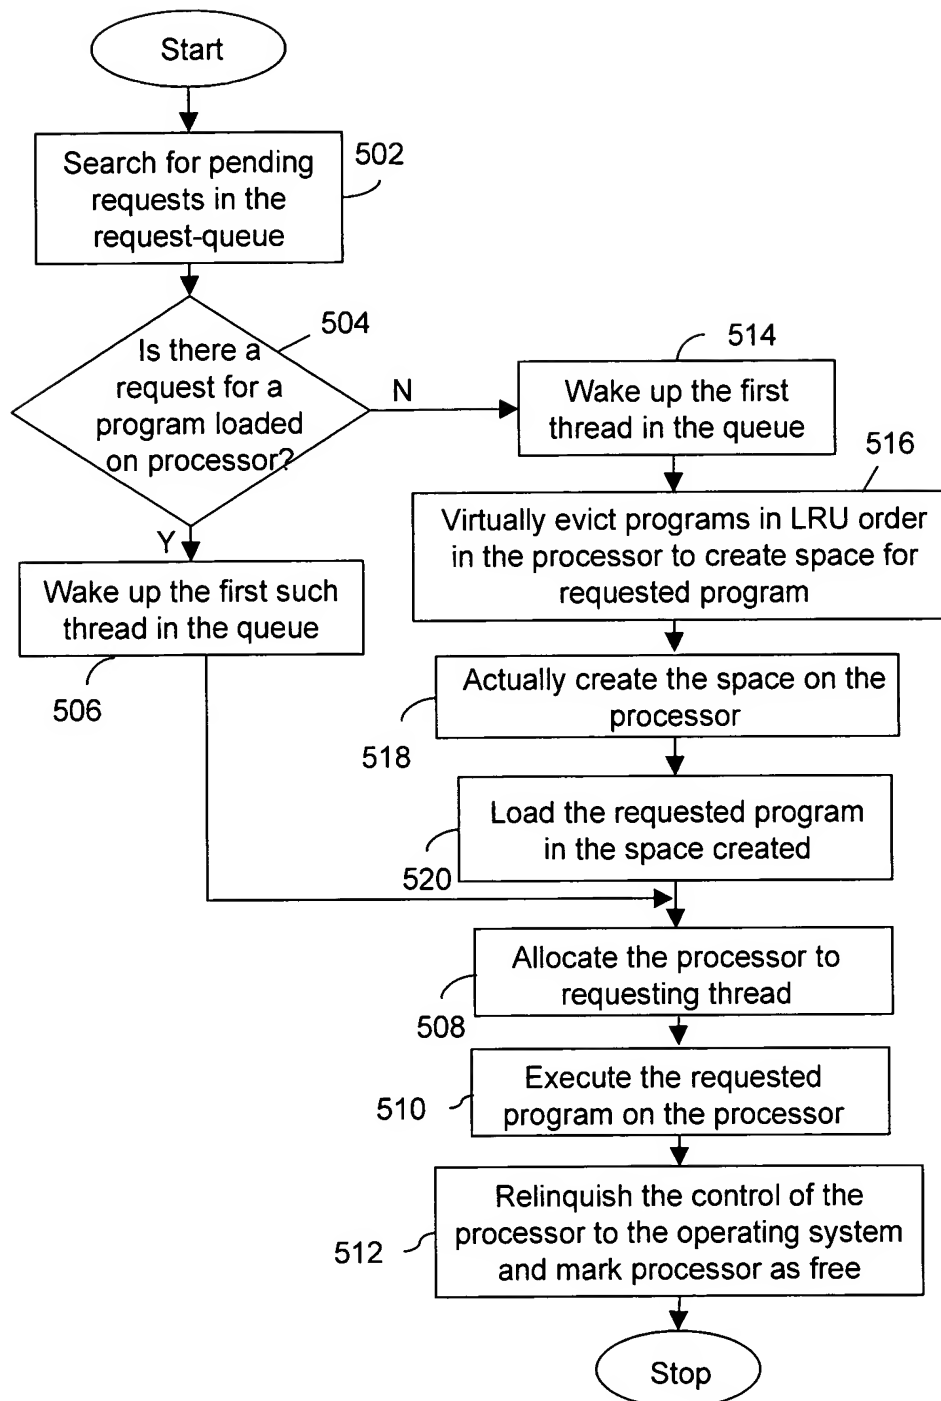 Start
Search for pending
requests in the
request-queue
502
Is there a
request for a
program loaded
on processor?
504
N
Y
Wake up the first such
thread in the queue
506
514
Wake up the first
thread in the queue
516
Virtually evict programs in LRU order
in the processor to create space for
requested program
Actually create the space on the
processor
518
Load the requested program
in the space created
520
Allocate the processor to
requesting thread
508
Execute the requested
program on the processor
510
Relinquish the control of the
processor to the operating system
and mark processor as free
512
Stop